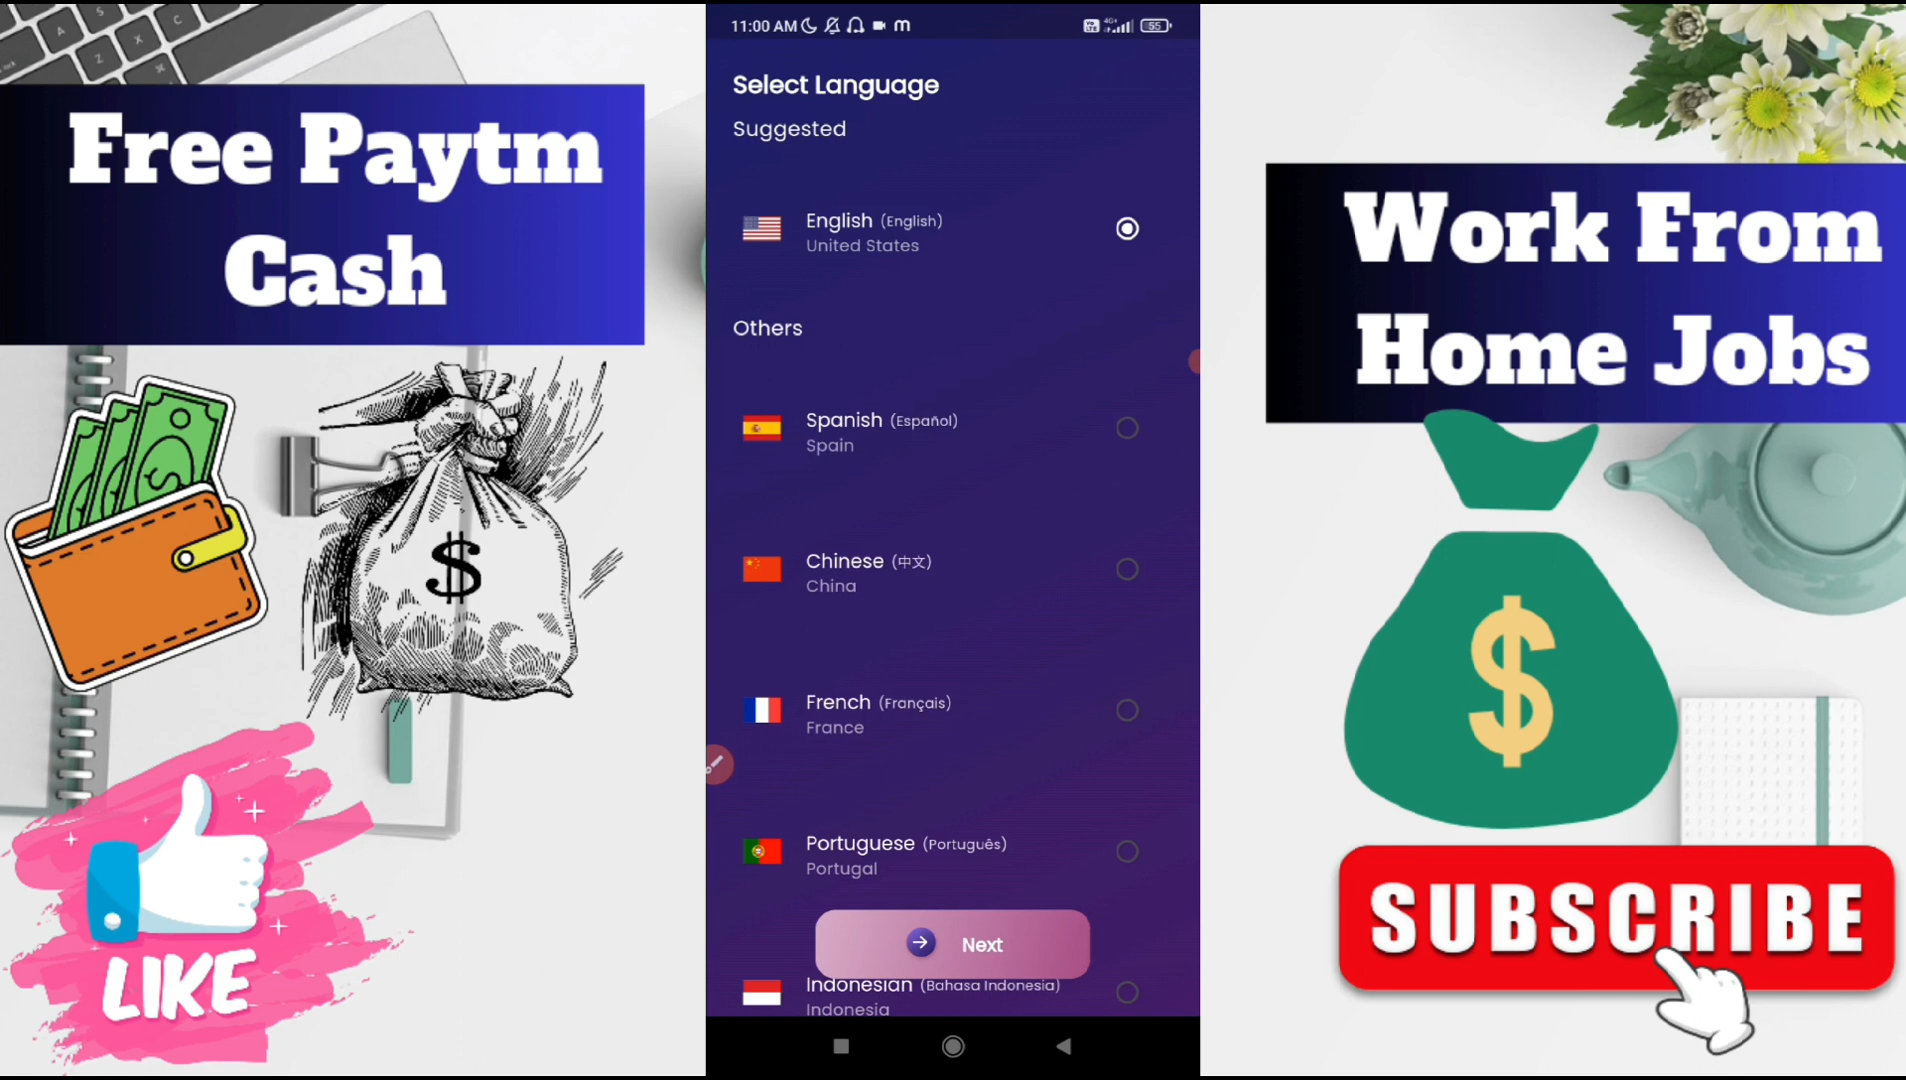 Free Paytm
Cash
LIKE
11:00 AM
4G+
55
Select Language
Suggested
English (English)
United States
Others
Spanish (Español)
Spain
Chinese (中文)
China
French (Français)
France
Portuguese (Português)
Portugal
Next
Indonesian (Bahasa Indonesia)
Indonesia
Work From
Home Jobs
SUBSCRIBE